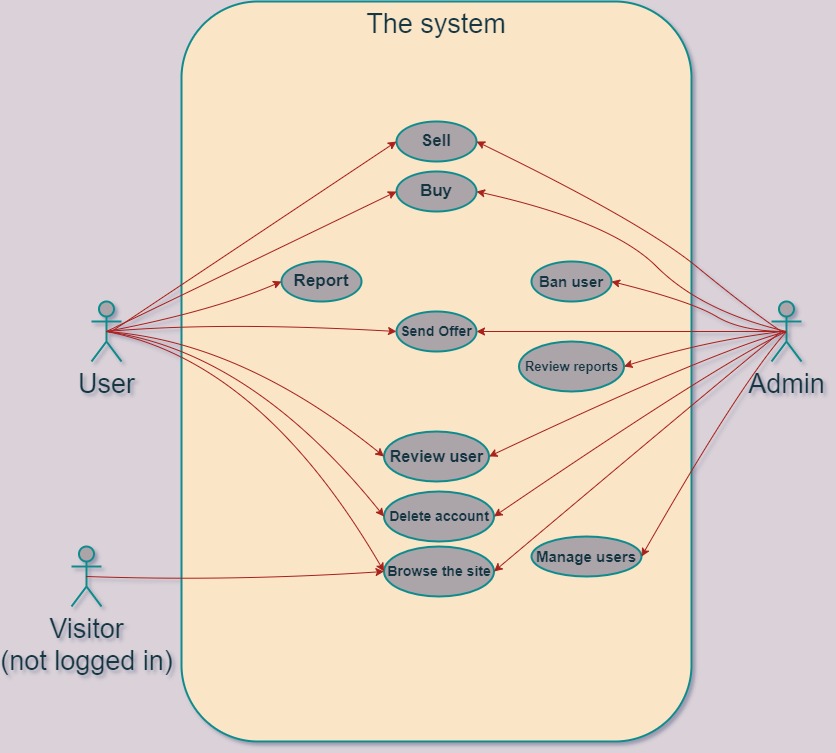 The system
Sell
Buy
Report
Ban user
Send Offer
Review reports
User
Admin
Review user
Delete account
Browse the site
Manage users
Visitor
(not logged in)